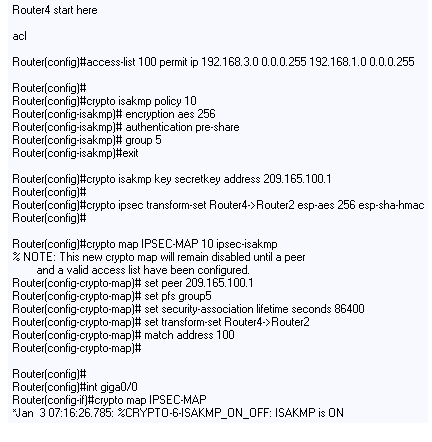 Router4 start here
acl
Router(config)#access-list 100 permit ip 192.168.3.0 0.0.0.255 192.168.1.0 0.0.0.255
Router(config)#
Router(config)#crypto isakmp policy 10
Router(config-isakmp)# encryption aes 256
Router(config-isakmp)# authentication pre-share
Router(config-isakmp)# group 5
Router(config-isakmp)#exit
Router(config)#crypto isakmp key secretkey address 209.165.100.1
Router(config)#
Router(config)#crypto ipsec transform-set Router4->Router2 esp-aes 256 esp-sha-hmac
Router(config)#
Router(config)#crypto map IPSEC-MAP 10 ipsec-isakmp
% NOTE: This new crypto map will remain disabled until a peer
and a valid access list have been configured.
Router(config-crypto-map)# set peer 209.165.100.1
Router(config-crypto-map)# set pfs group5
Router(config-crypto-map)# set security-association lifetime seconds 86400
Router(config-crypto-map)# set transform-set Router4->Router2
Router(config-crypto-map)# match address 100
Router(config-crypto-map)#
Router(config)#
Router(config)#int giga0/0
Router(config-if)#crypto map IPSEC-MAP
*Jan 3 07:16:26.785: %CRYPTO-6-ISAKMP_ON_OFF: ISAKMP is ON